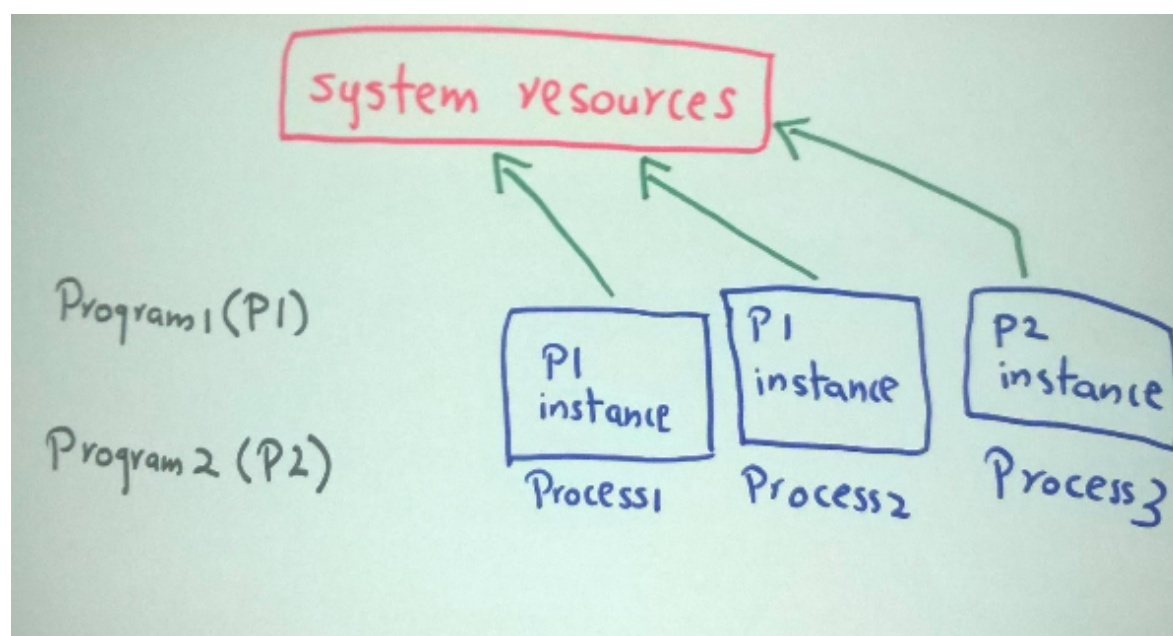 system resources
Program1 (P1)
Program2 (P2)
P1
instance
Process1
P1
instance
Process2
P2
instance
Process3